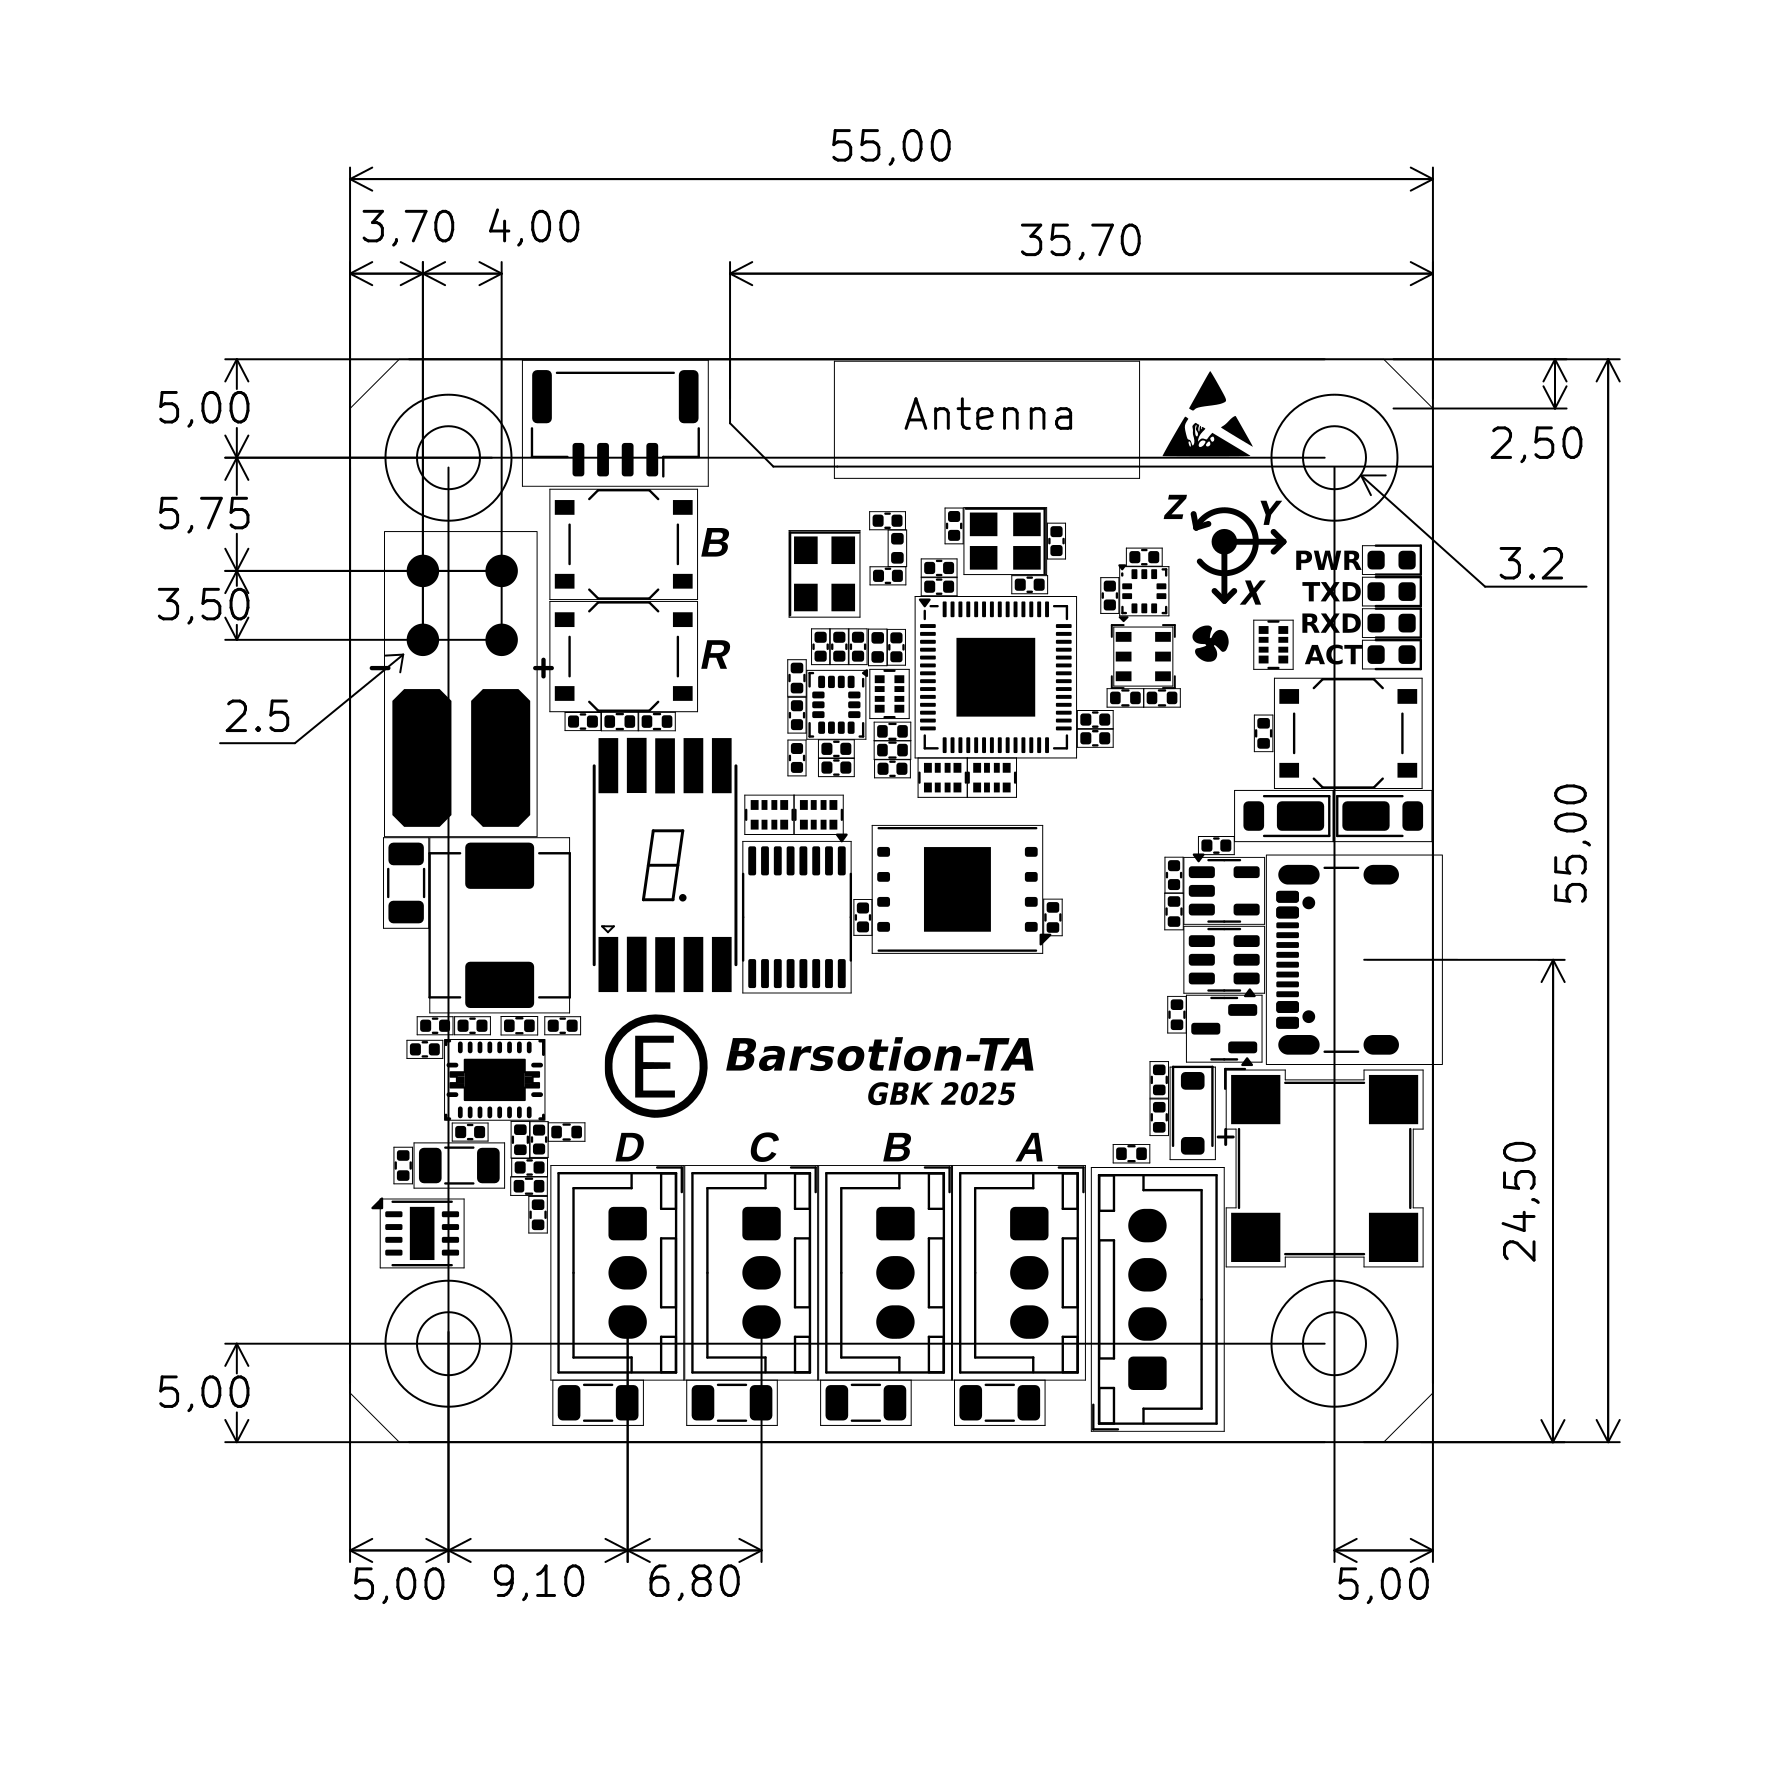 55,00
3,70 4,00
35,70
5,00
Antenna
2,50
5,75
Z
Y
B
PWR
3.2
TXD
X
3,50
RXD
R
ACT
-
+
2.5
55,00
8.
E
Barsotion-TA
GBK 2025
+
D C B A
24,50
5,00
5,00
9,10
6,80
5,00